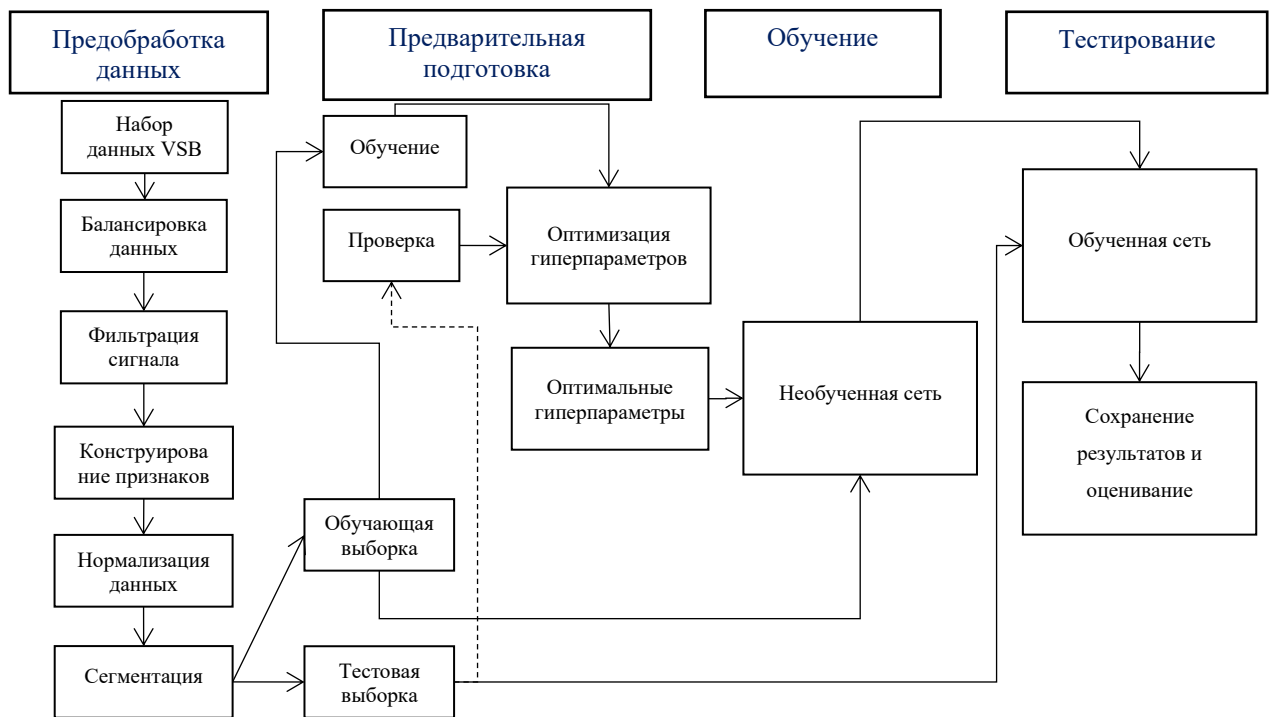 Предобработка
данных
Предварительная
подготовка
Обучение
Тестирование
Набор
данных VSB
Балансировка
данных
Фильтрация
сигнала
Конструирова
ние признаков
Нормализация
данных
Сегментация
Обучение
Проверка
Обучающая
выборка
Тестовая
выборка
Оптимизация
гиперпараметров
Оптимальные
гиперпараметры
Необученная сеть
Обученная сеть
Сохранение
результатов и
оценивание